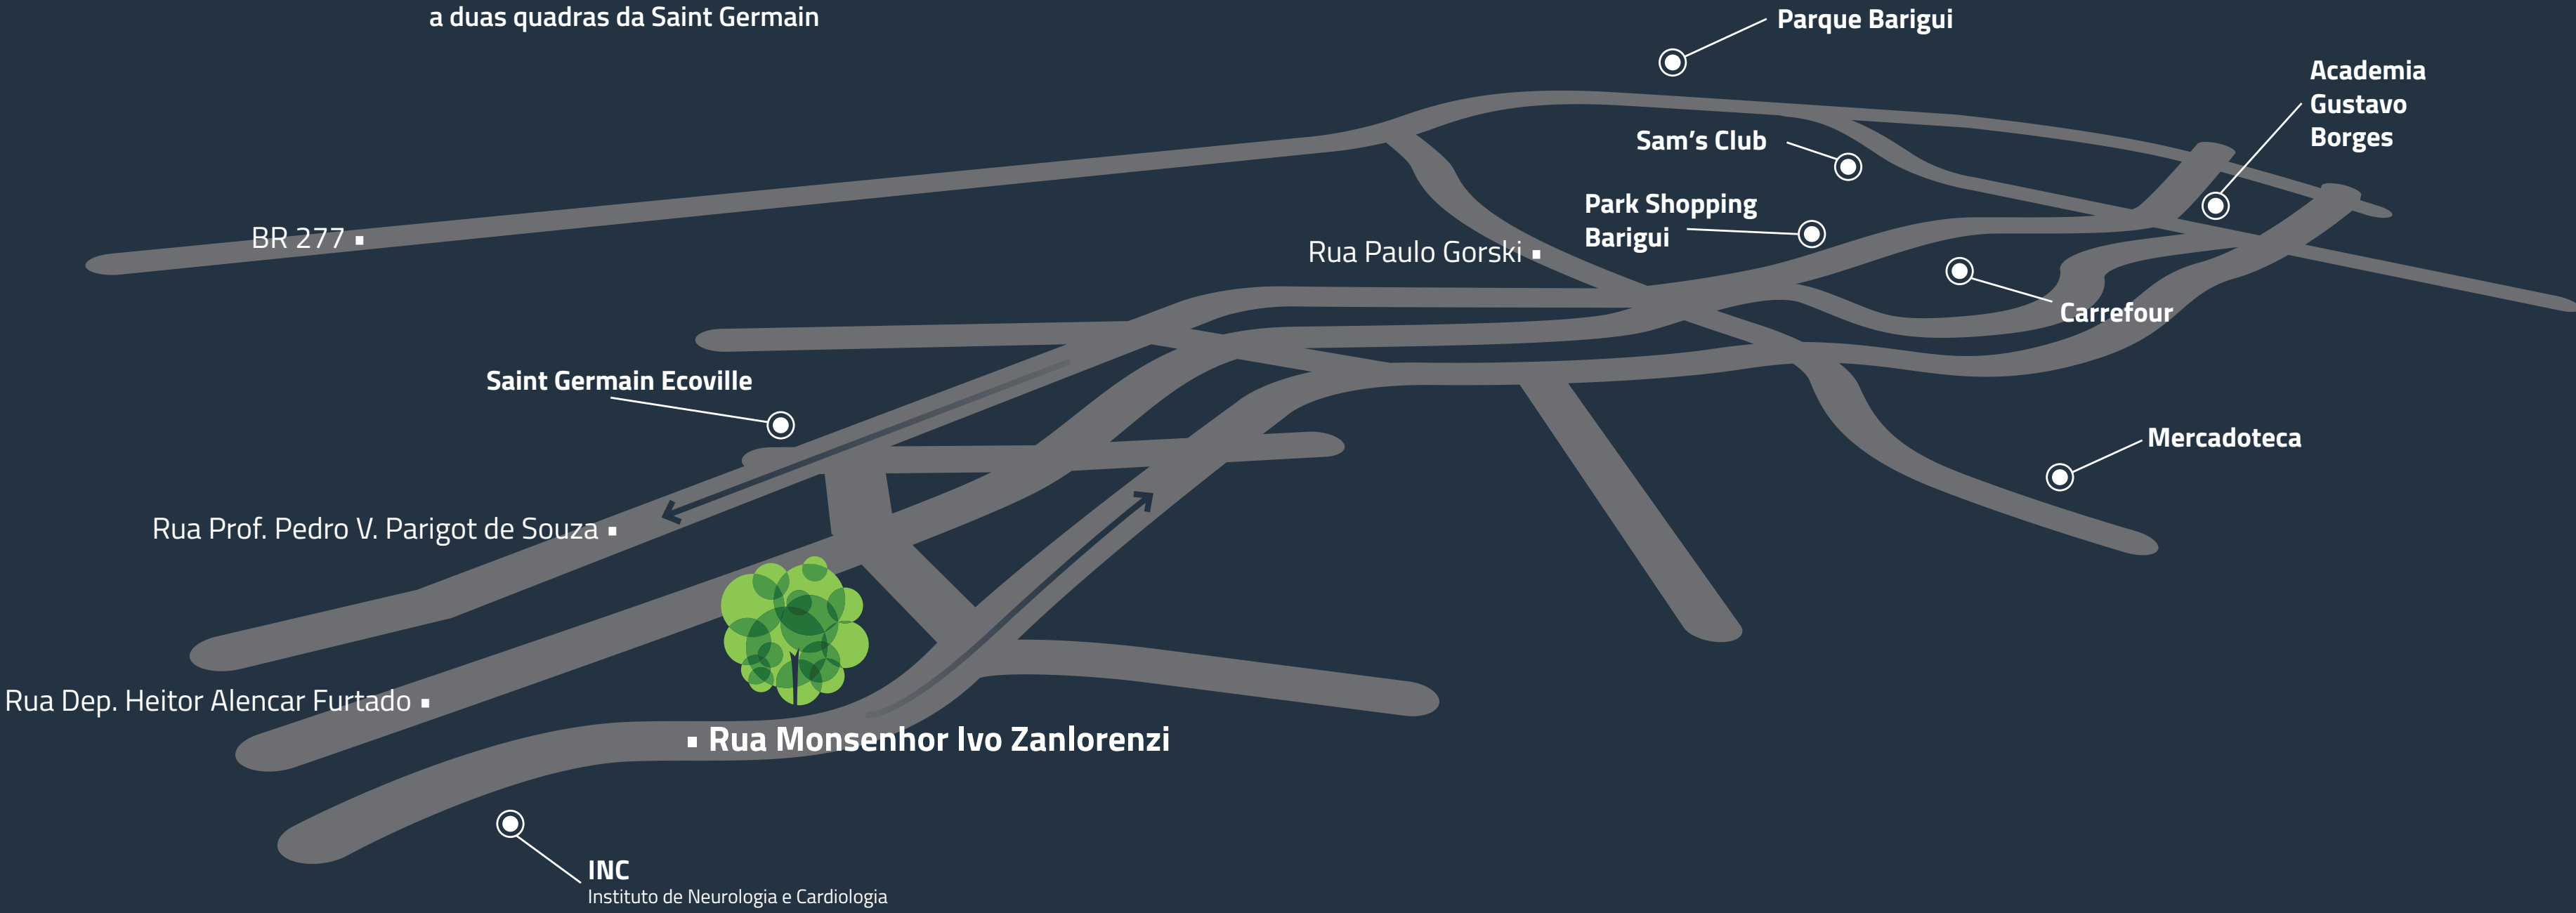 a duas quadras da Saint Germain
Parque Barigui
Academia
Gustavo
Borges
Sam's Club
Park Shopping
Barigui
BR 277
Rua Paulo Gorski
Carrefour
Saint Germain Ecoville
Mercadoteca
Rua Prof. Pedro V. Parigot de Souza
Rua Dep. Heitor Alencar Furtado
Rua Monsenhor Ivo Zanlorenzi
INC
Instituto de Neurologia e Cardiologia